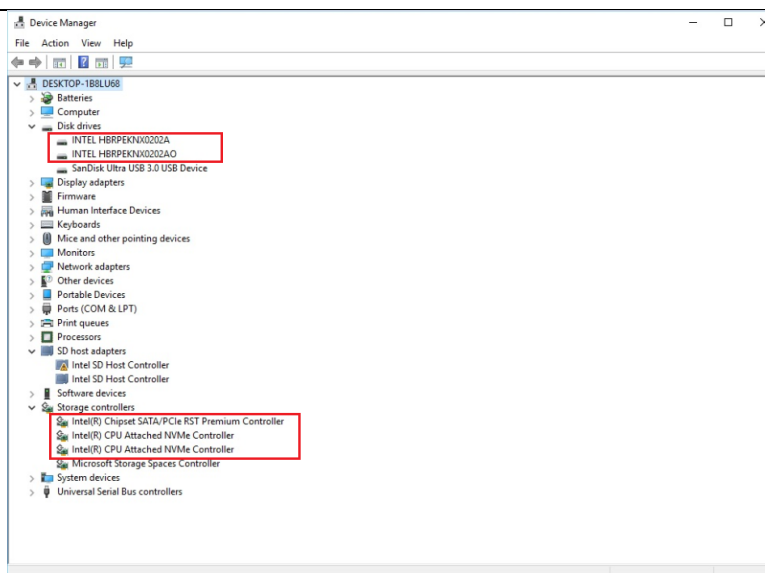 Device Manager
File Action View Help
DESKTOP-1B8LU68
Batteries
Computer
Disk drives
INTEL HBRPEKNX0202A
INTEL HBRPEKNX0202AO
SanDisk Ultra USB 3.0 USB Device
Display adapters
Firmware
Human Interface Devices
Keyboards
Mice and other pointing devices
Monitors
Network adapters
Other devices
Portable Devices
Ports (COM & LPT)
Print queues
Processors
SD host adapters
Intel SD Host Controller
Intel SD Host Controller
Software devices
Storage controllers
Intel(R) Chipset SATA/PCIe RST Premium Controller
Intel(R) CPU Attached NVMe Controller
Intel(R) CPU Attached NVMe Controller
Microsoft Storage Spaces Controller
System devices
Universal Serial Bus controllers